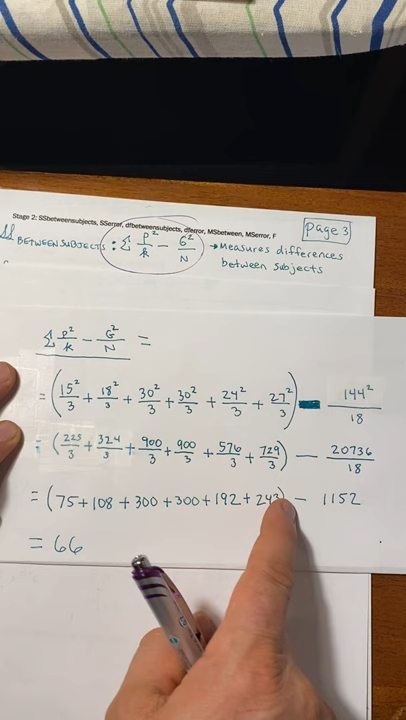 Stage 2: SSbetweensubjects, SSerror, dfbetweensubjects, dferror, MSbetween, MSerror, F
Page 3
SS BETWEEN SUBJECTS : Σ P²/k − G²/N → Measures differences between subjects
Σ P²/k − G²/N =
= (15²/3 + 18²/3 + 30²/3 + 30²/3 + 24²/3 + 27²/3) − 144²/18
= (225/3 + 324/3 + 900/3 + 900/3 + 576/3 + 729/3) − 20736/18
= (75+108+300+300+192+243) − 1152
= 66